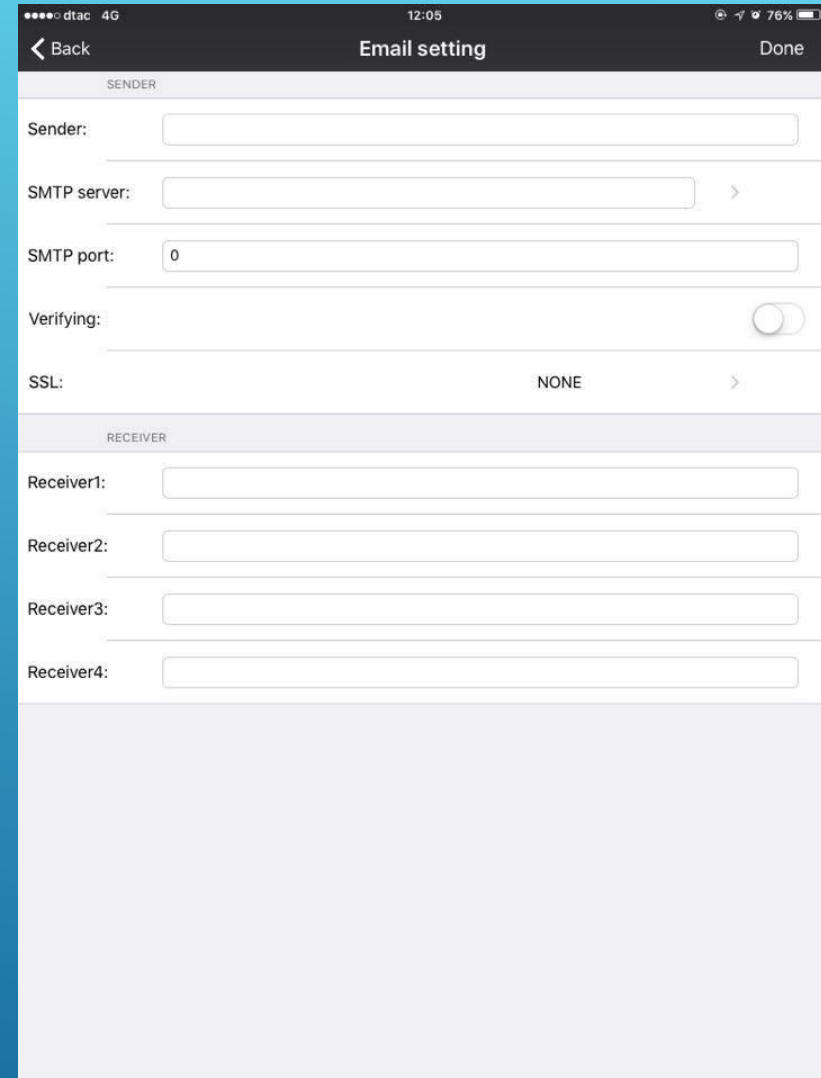 dtac 4G 12:05 76%
Back Email setting Done
SENDER
Sender:
SMTP server:
SMTP port: 0
Verifying:
SSL: NONE
RECEIVER
Receiver1:
Receiver2:
Receiver3:
Receiver4: